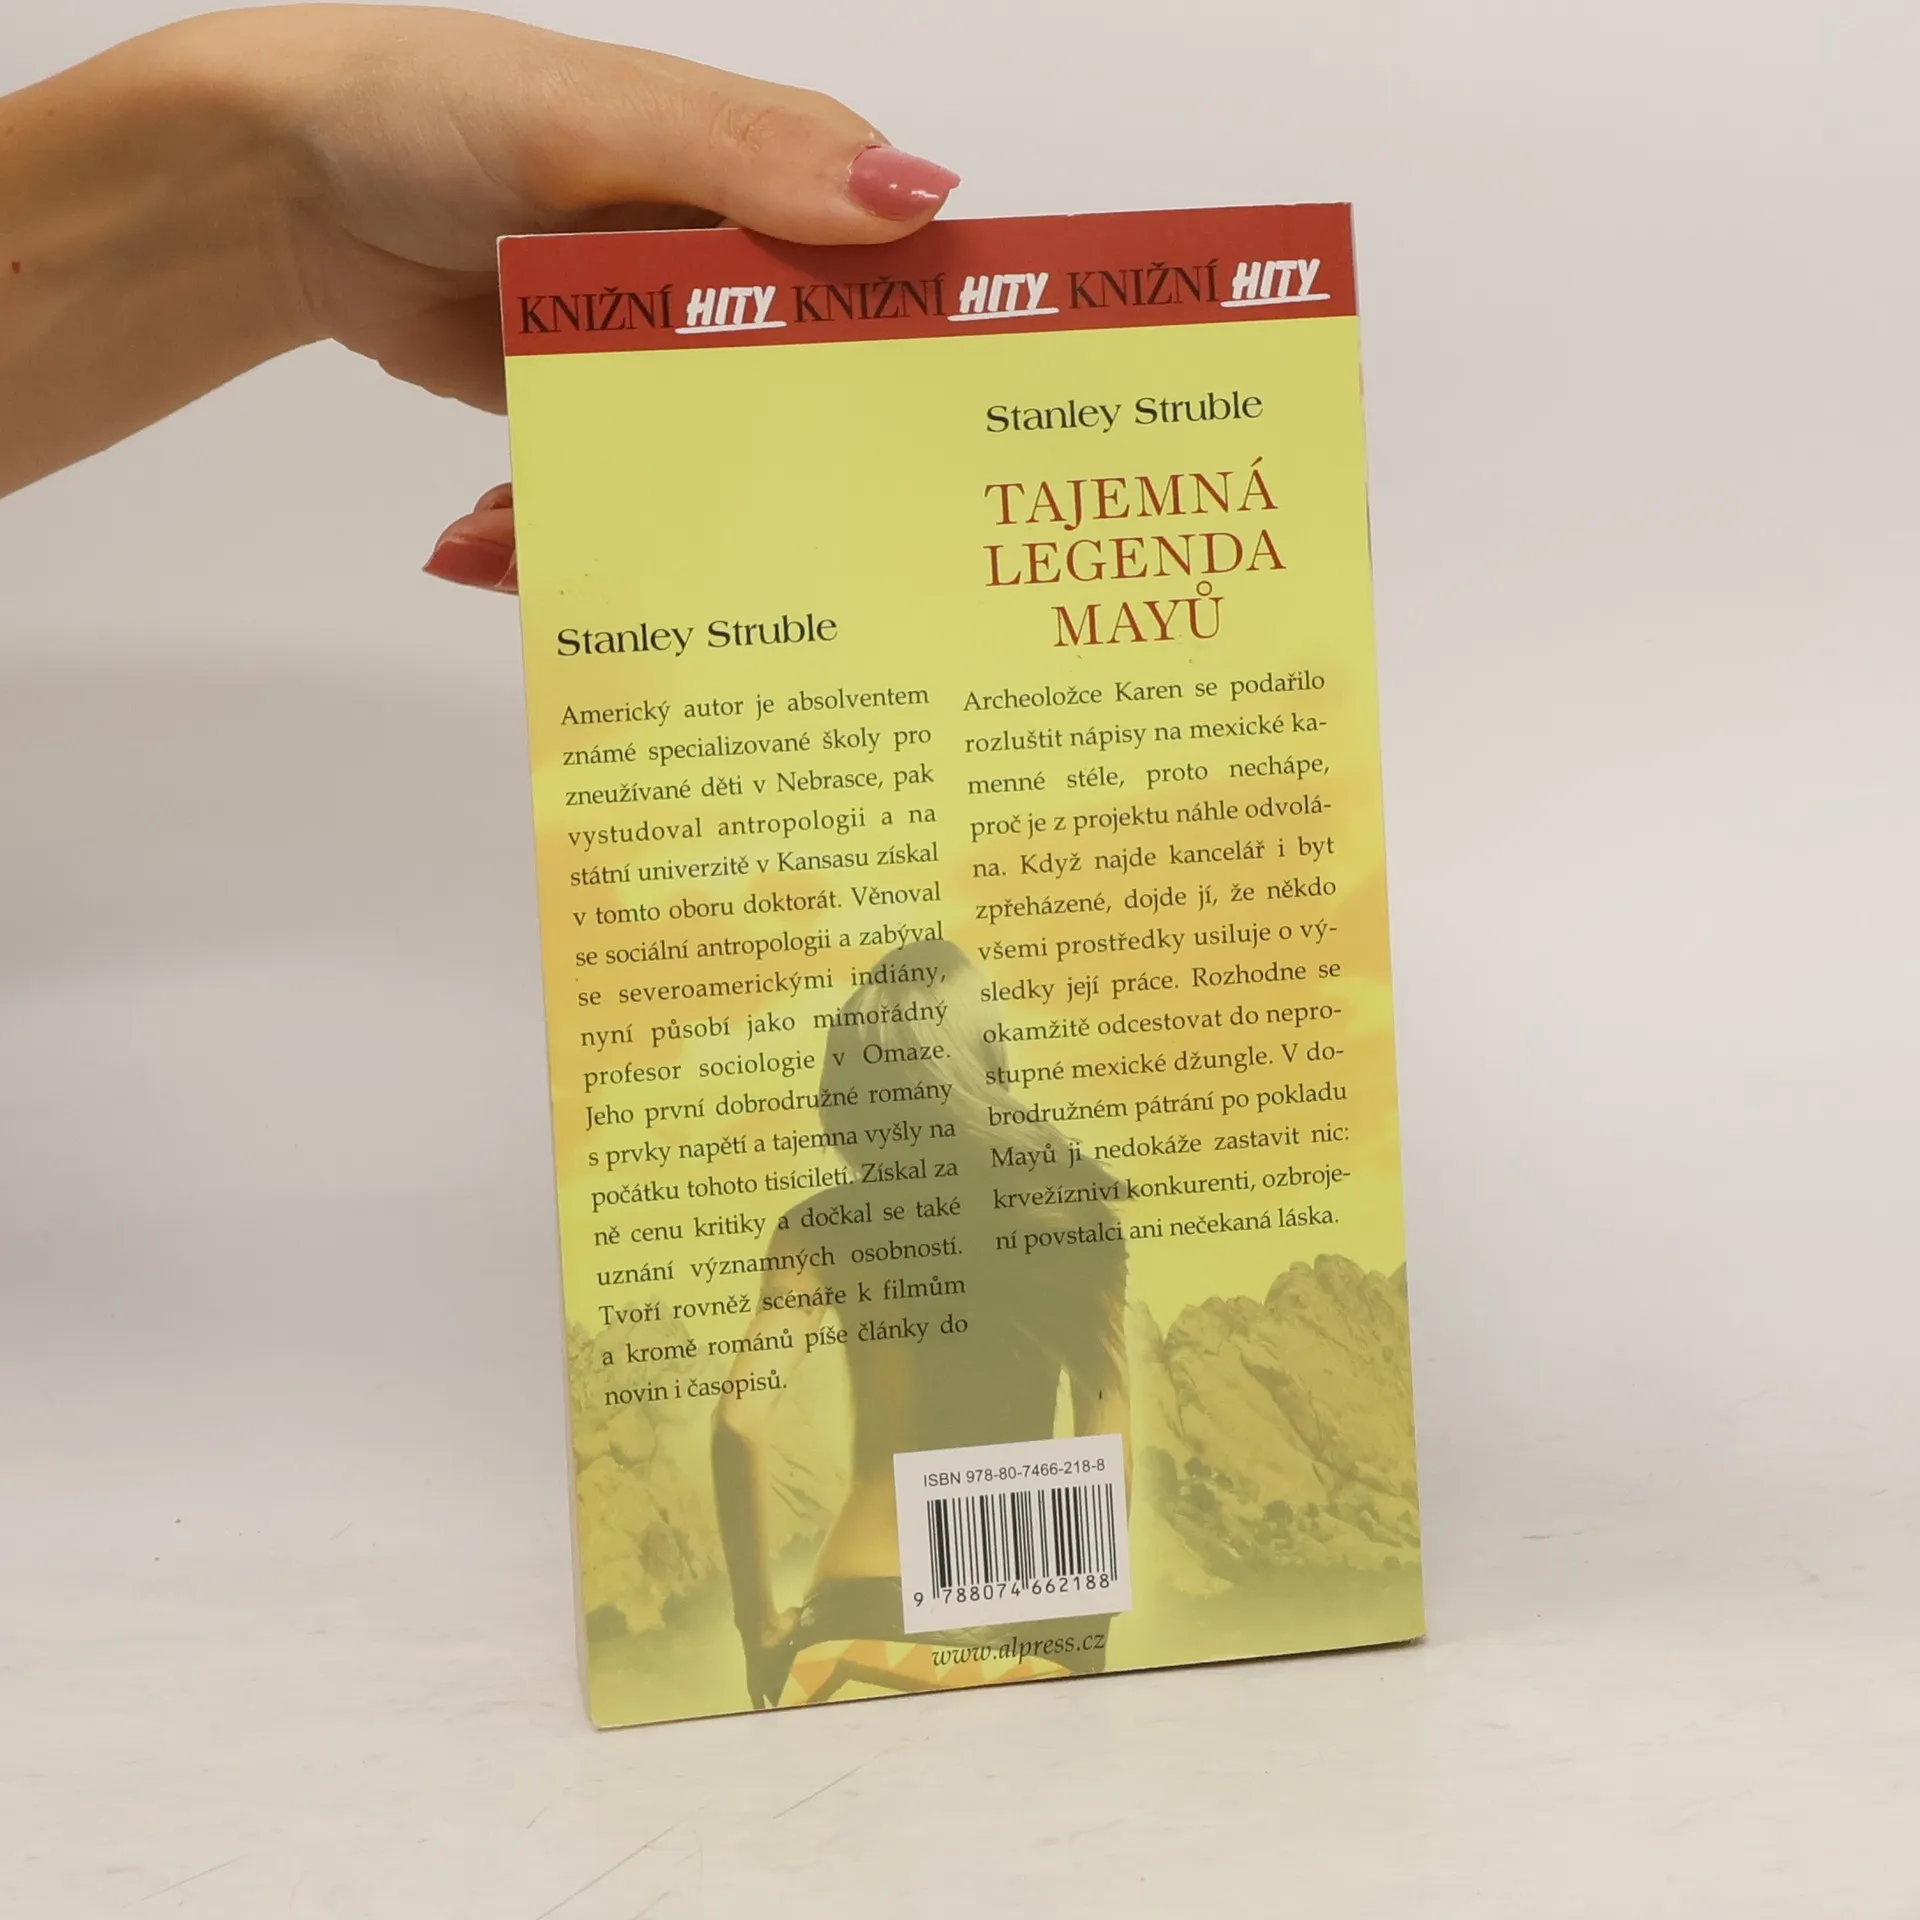 KNIŽNÍ HITY KNIŽNÍ HITY KNIŽNÍ HITY
Stanley Struble
Americký autor je absolventem
známé specializované školy pro
zneužívané děti v Nebrasce, pak
vystudoval antropologii a na
státní univerzitě v Kansasu získal
v tomto oboru doktorát. Věnoval
se sociální antropologii a zabýval
se severoamerickými indiány,
nyní působí jako mimořádný
profesor sociologie v Omaze.
Jeho první dobrodružné romány
s prvky napětí a tajemna vyšly na
počátku tohoto tisíciletí. Získal za
ně cenu kritiky a dočkal se také
uznání významných osobností.
Tvoří rovněž scénáře k filmům
a kromě románů píše články do
novin i časopisů.
Stanley Struble
TAJEMNÁ
LEGENDA
MAYŮ
Archeoložce Karen se podařilo
rozluštit nápisy na mexické ka-
menné stéle, proto nechápe,
proč je z projektu náhle odvolá-
na. Když najde kancelář i byt
zpřeházené, dojde jí, že někdo
všemi prostředky usiluje o vý-
sledky její práce. Rozhodne se
okamžitě odcestovat do nepro-
stupné mexické džungle. V do-
brodružném pátrání po pokladu
Mayů ji nedokáže zastavit nic:
krvežízniví konkurenti, ozbroje-
ní povstalci ani nečekaná láska.
ISBN 978-80-7466-218-8
9 788074 662188
www.alpress.cz